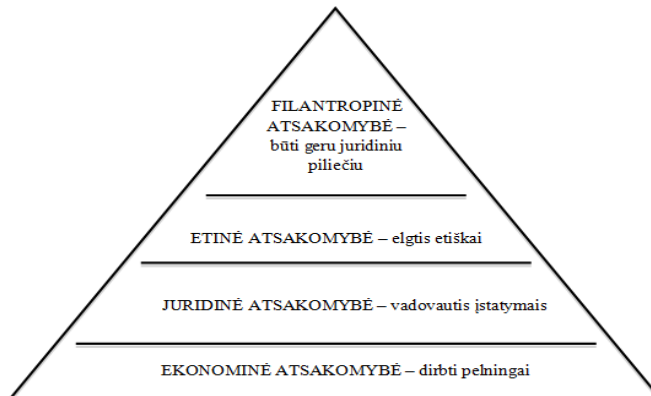 FILANTROPINĖ
ATSAKOMYBĖ –
būti geru juridiniu
piliečiu
ETINĖ ATSAKOMYBĖ – elgtis etiškai
JURIDINĖ ATSAKOMYBĖ – vadovautis įstatymais
EKONOMINĖ ATSAKOMYBĖ – dirbti pelningai